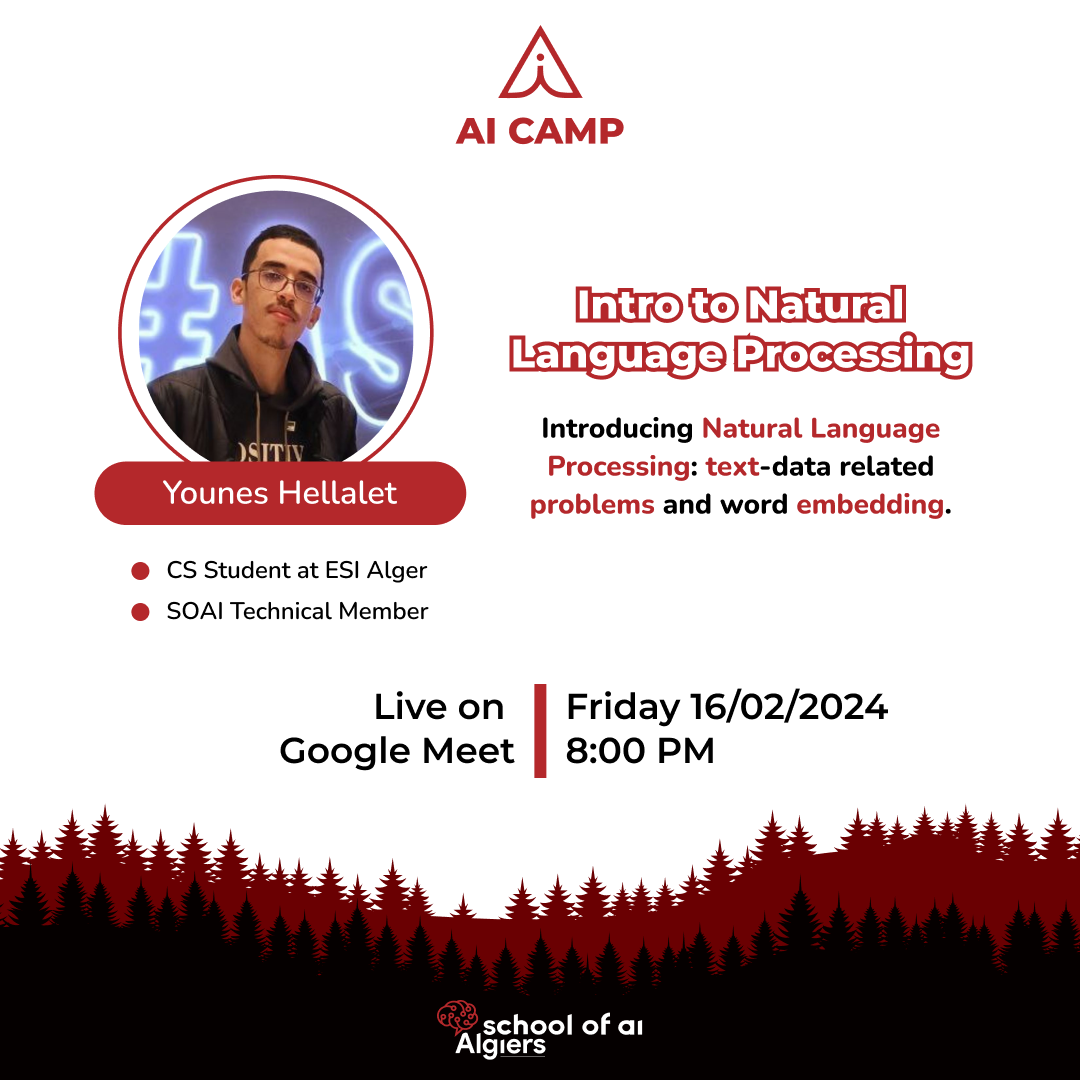 AI CAMP
#
S
OSITIV
Younes Hellalet
CS Student at ESI Alger
SOAI Technical Member
Intro to Natural
Language Processing
Introducing Natural Language
Processing: text-data related
problems and word embedding.
Live on
Google Meet
Friday 16/02/2024
8:00 PM
school of ai
Algiers